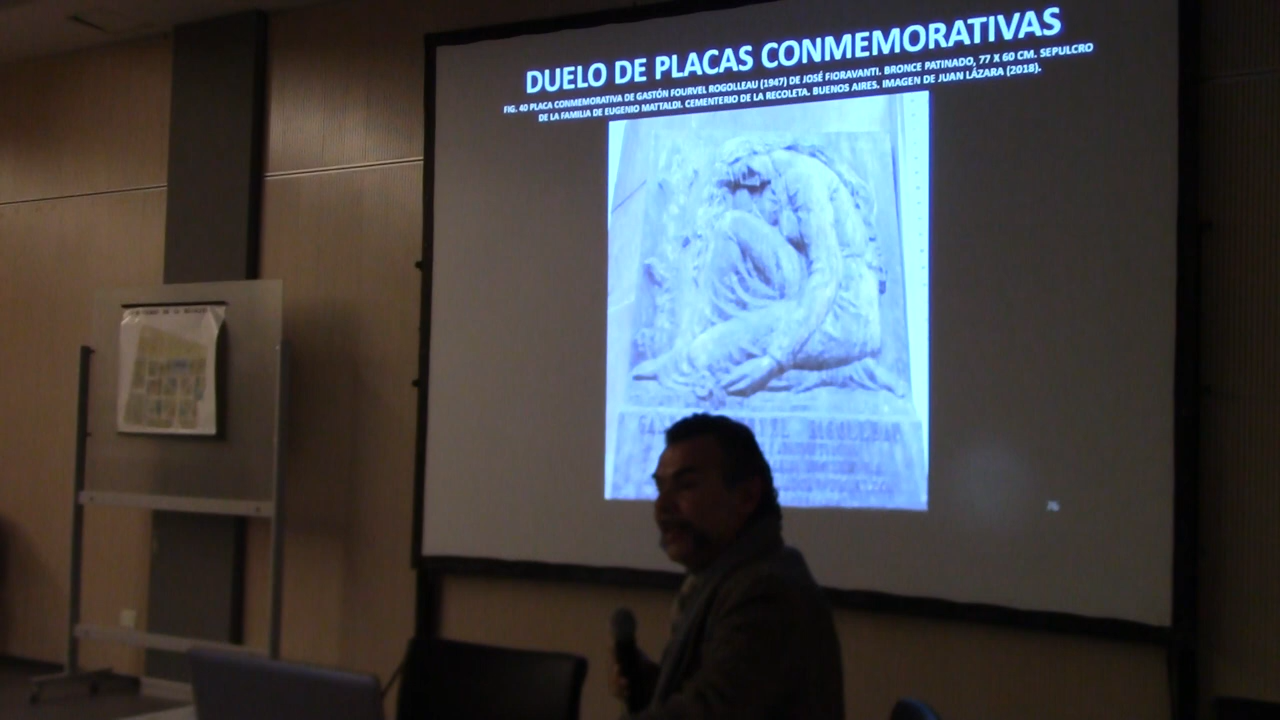 DUELO DE PLACAS CONMEMORATIVAS
FIG. 40 PLACA CONMEMORATIVA DE GASTÓN FOURVEL ROGOLLEAU (1947) DE JOSÉ FIORAVANTI. BRONCE PATINADO, 77 X 60 CM. SEPULCRO
DE LA FAMILIA DE EUGENIO MATTALDI. CEMENTERIO DE LA RECOLETA. BUENOS AIRES. IMAGEN DE JUAN LÁZARA (2018).
76